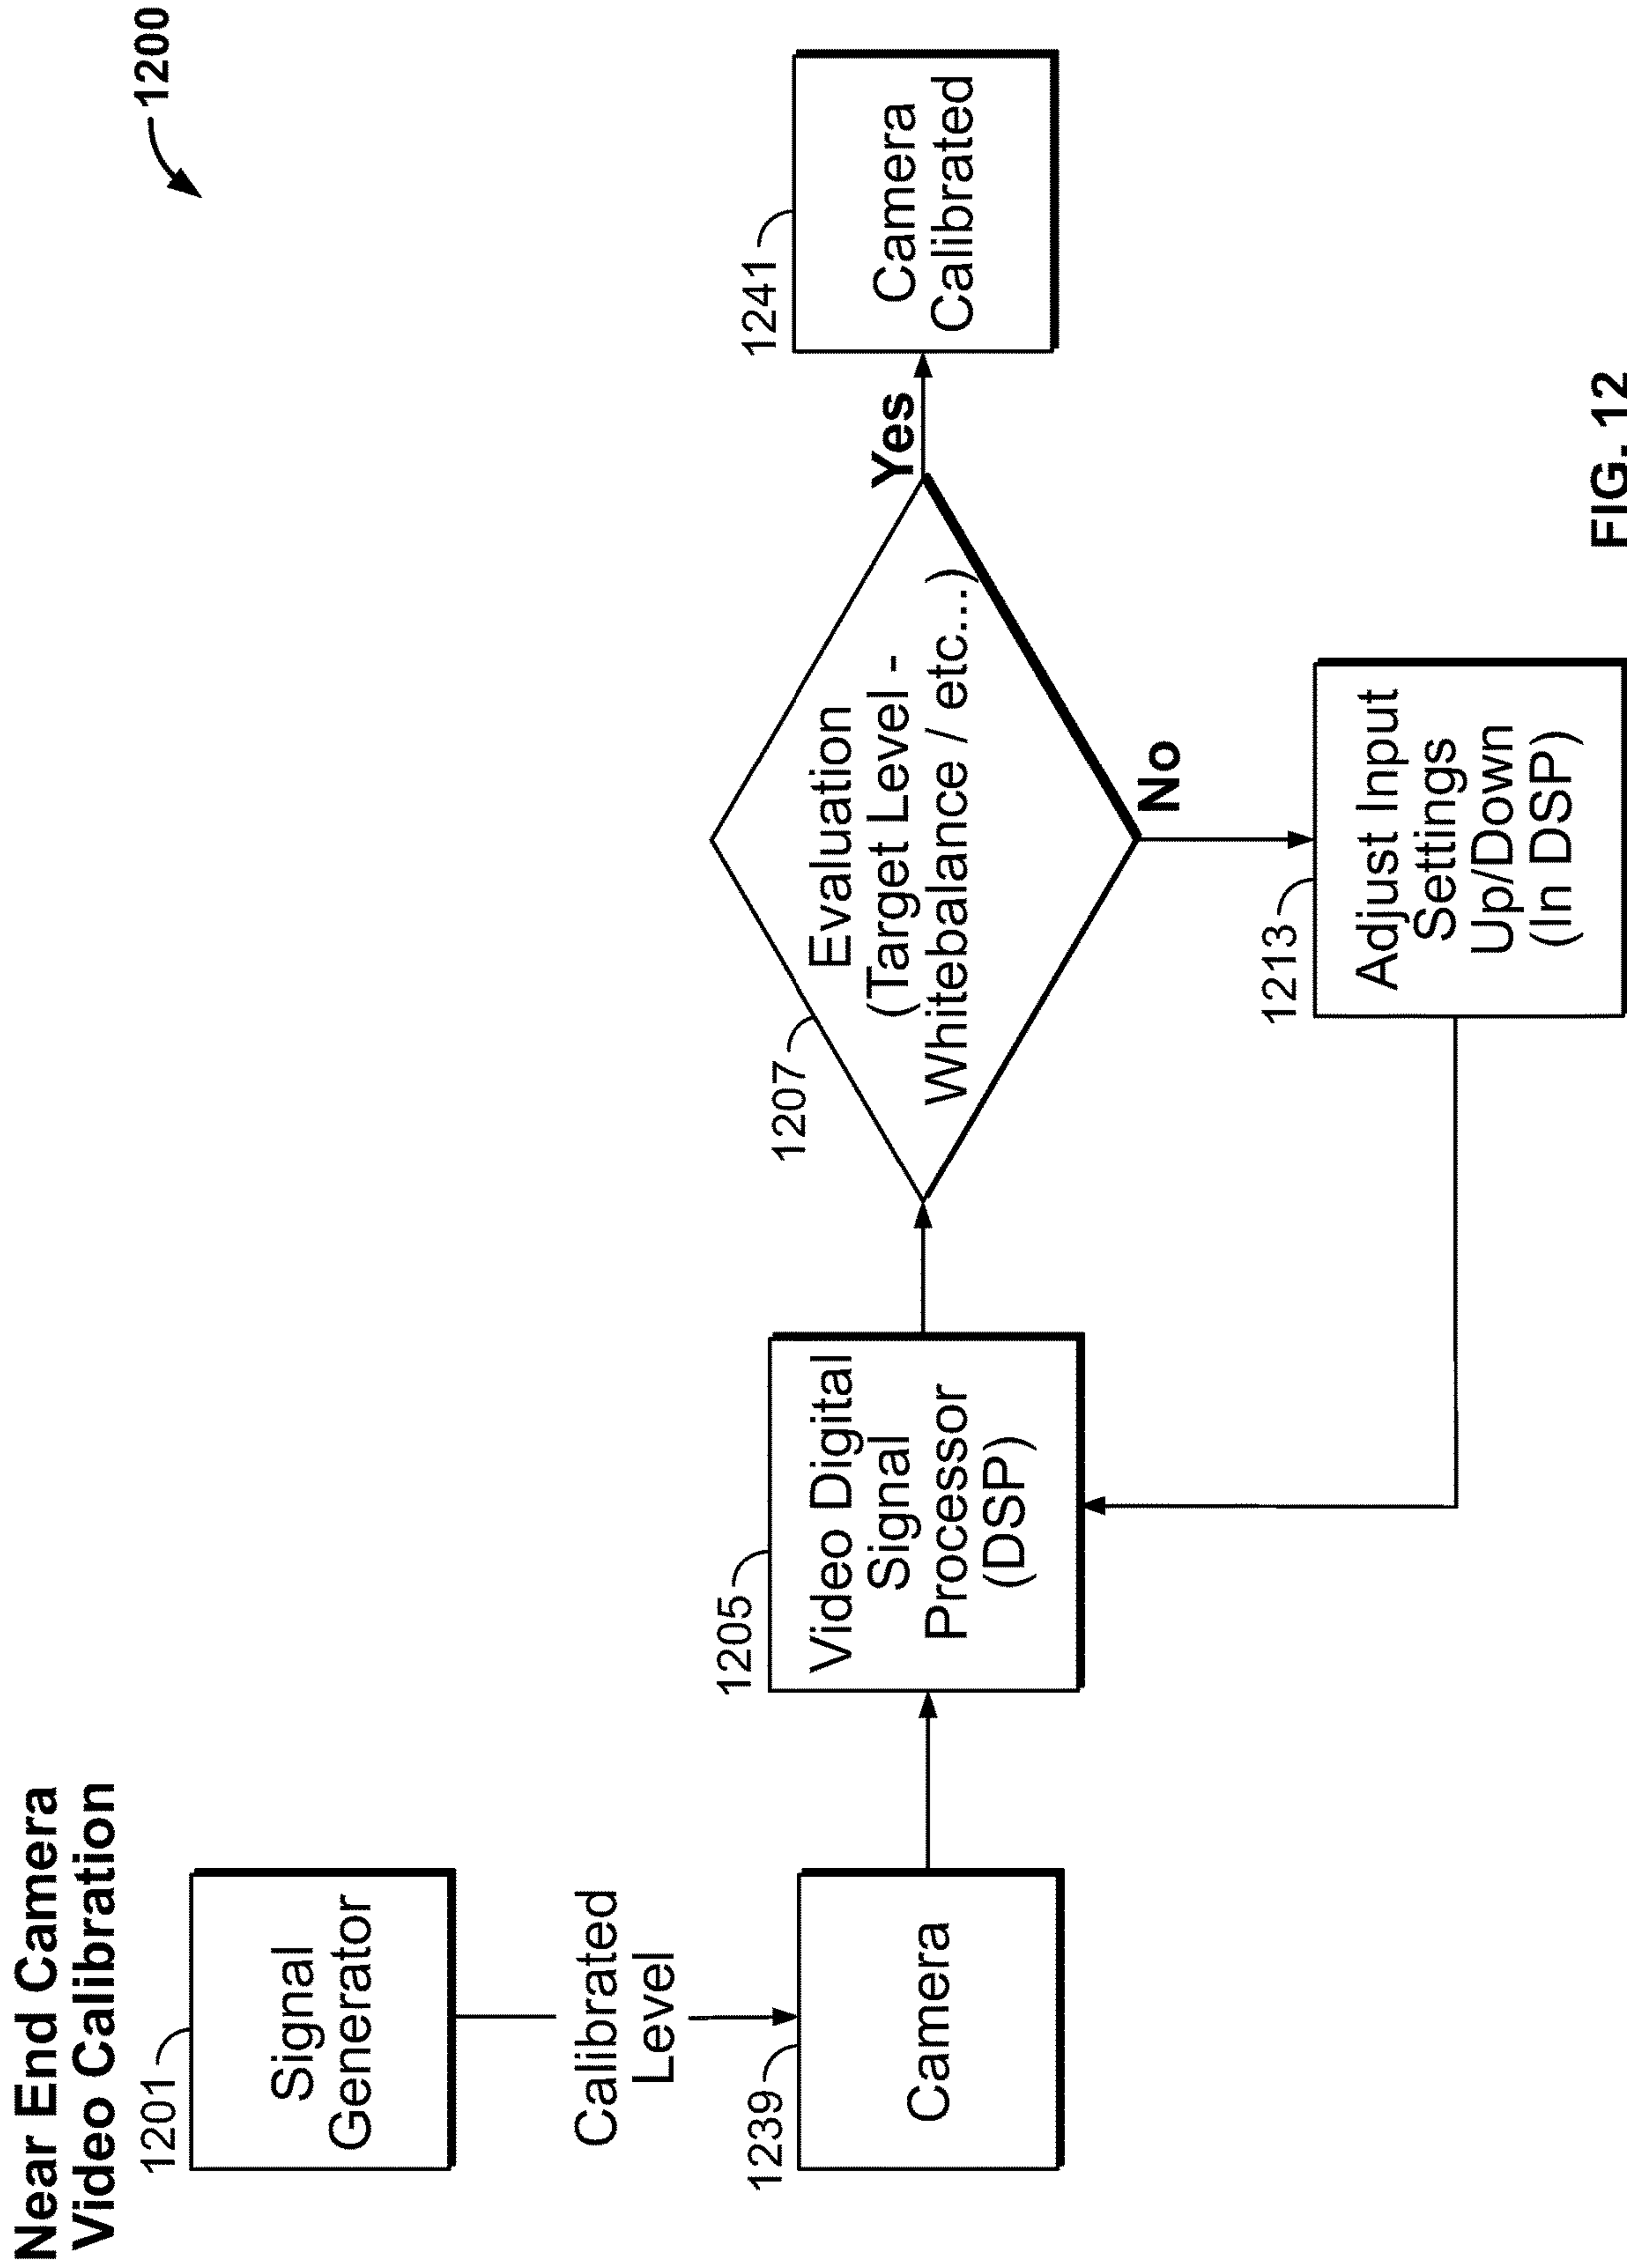 Near End Camera
Video Calibration
1200
1201
Signal
Generator
Calibrated
Level
1239
Camera
1205
Video Digital
Signal
Processor
(DSP)
1207
Evaluation
(Target Level -
Whitebalance / etc...)
Yes
1241
Camera
Calibrated
No
1213
Adjust Input
Settings
Up/Down
(In DSP)
FIG. 12